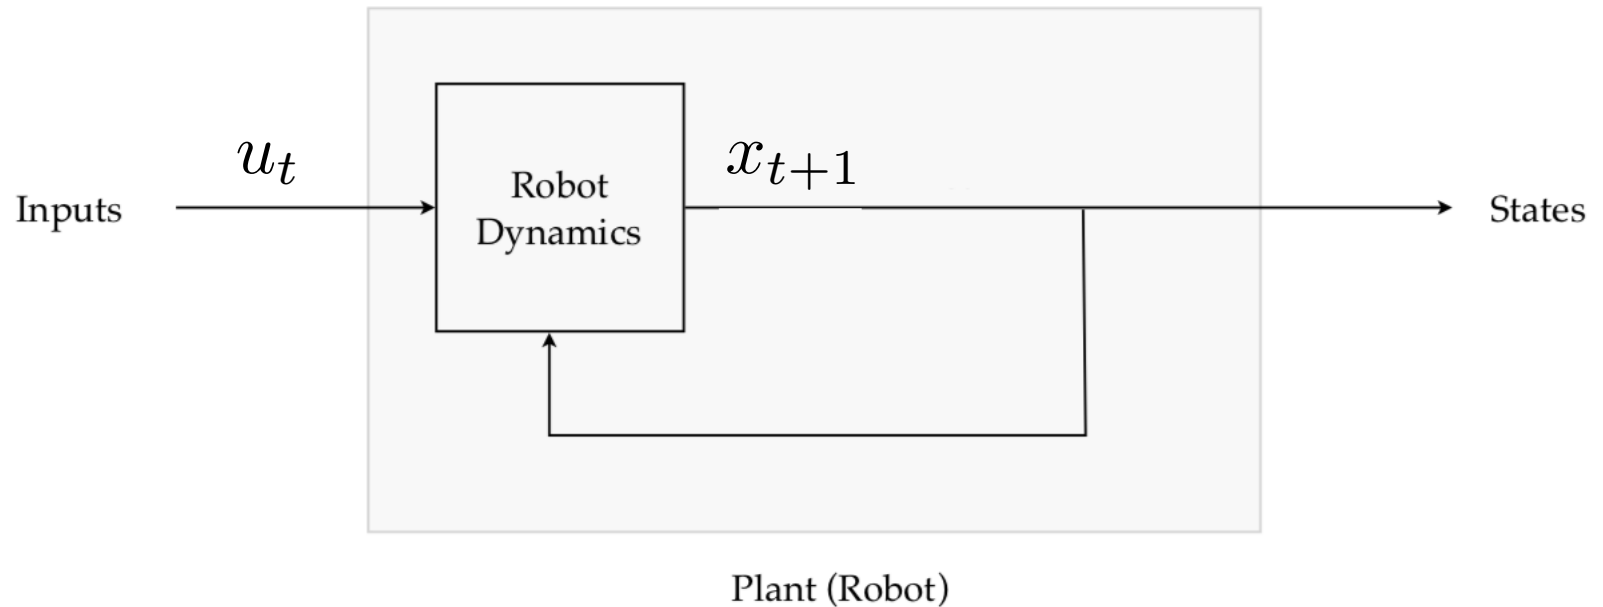 u_t
x_{t+1}
Inputs
Robot
Dynamics
States
Plant (Robot)